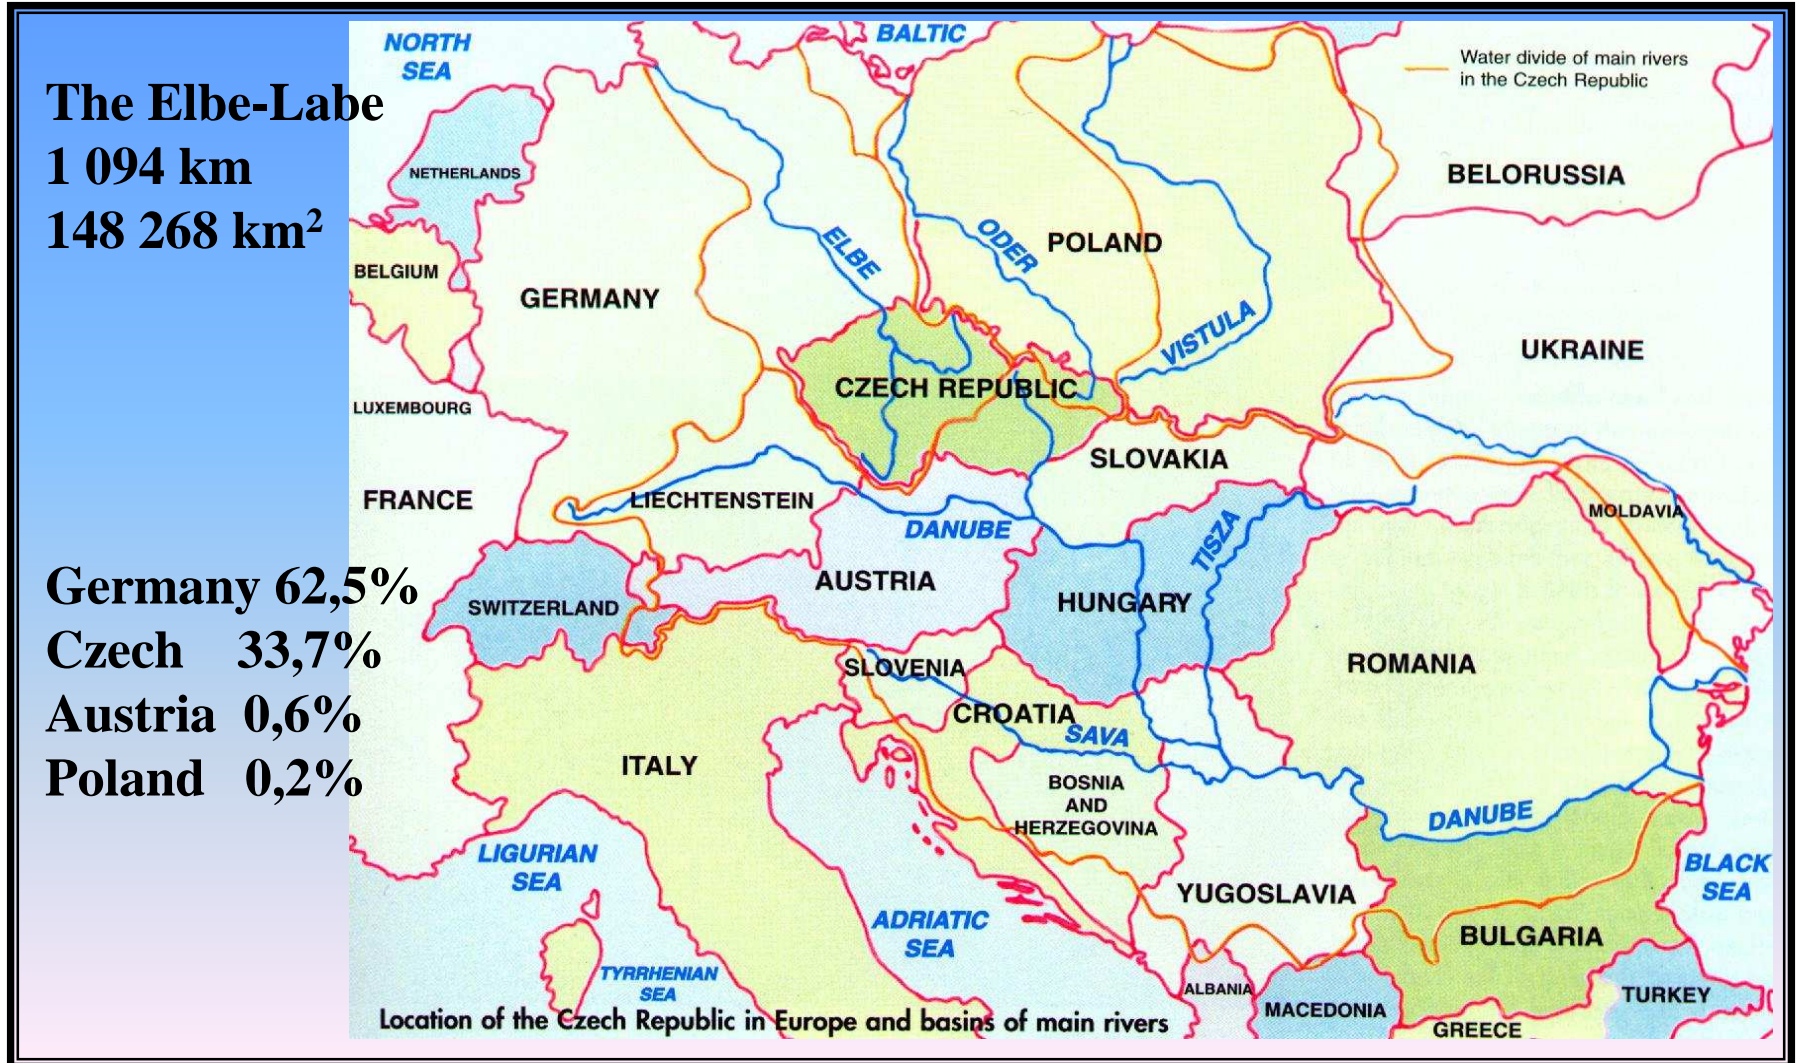 The Elbe-Labe
1 094 km
148 268 km²
Germany 62,5%
Czech 33,7%
Austria 0,6%
Poland 0,2%
NORTH
SEA
BALTIC
Water divide of main rivers
in the Czech Republic
NETHERLANDS
BELORUSSIA
BELGIUM
GERMANY
ELBE
ODER
POLAND
VISTULA
UKRAINE
CZECH REPUBLIC
LUXEMBOURG
SLOVAKIA
FRANCE
LIECHTENSTEIN
DANUBE
TISZA
MOLDAVIA
AUSTRIA
SWITZERLAND
HUNGARY
SLOVENIA
ROMANIA
CROATIA
SAVA
ITALY
BOSNIA
AND
HERZEGOVINA
DANUBE
LIGURIAN
SEA
BLACK
SEA
YUGOSLAVIA
ADRIATIC
SEA
BULGARIA
TYRRHENIAN
SEA
ALBANIA
MACEDONIA
TURKEY
GREECE
Location of the Czech Republic in Europe and basins of main rivers